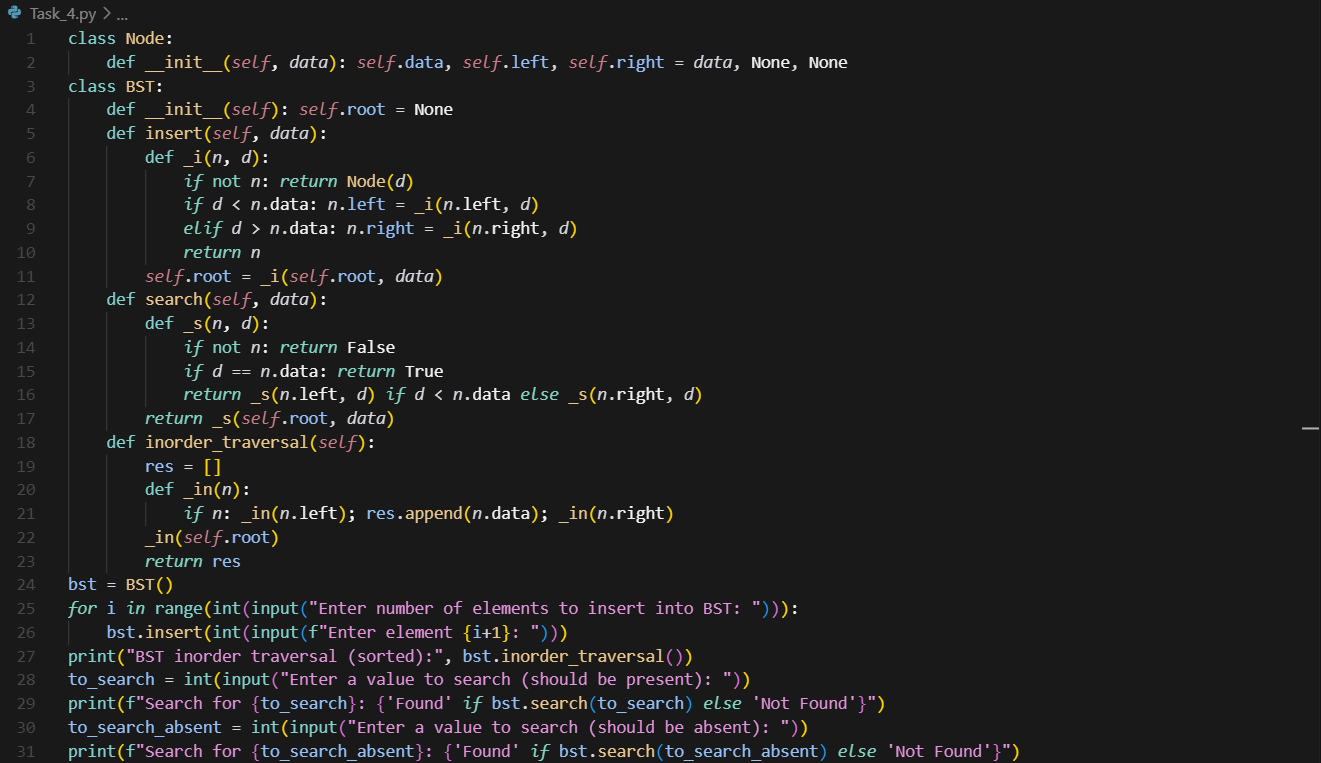 Task_4.py > ...
1 class Node:
2     def __init__(self, data): self.data, self.left, self.right = data, None, None
3 class BST:
4     def __init__(self): self.root = None
5     def insert(self, data):
6         def _i(n, d):
7             if not n: return Node(d)
8             if d < n.data: n.left = _i(n.left, d)
9             elif d > n.data: n.right = _i(n.right, d)
10             return n
11         self.root = _i(self.root, data)
12     def search(self, data):
13         def _s(n, d):
14             if not n: return False
15             if d == n.data: return True
16             return _s(n.left, d) if d < n.data else _s(n.right, d)
17         return _s(self.root, data)
18     def inorder_traversal(self):
19         res = []
20         def _in(n):
21             if n: _in(n.left); res.append(n.data); _in(n.right)
22         _in(self.root)
23         return res
24 bst = BST()
25 for i in range(int(input("Enter number of elements to insert into BST: "))):
26     bst.insert(int(input(f"Enter element {i+1}: ")))
27 print("BST inorder traversal (sorted):", bst.inorder_traversal())
28 to_search = int(input("Enter a value to search (should be present): "))
29 print(f"Search for {to_search}: {'Found' if bst.search(to_search) else 'Not Found'}")
30 to_search_absent = int(input("Enter a value to search (should be absent): "))
31 print(f"Search for {to_search_absent}: {'Found' if bst.search(to_search_absent) else 'Not Found'}")